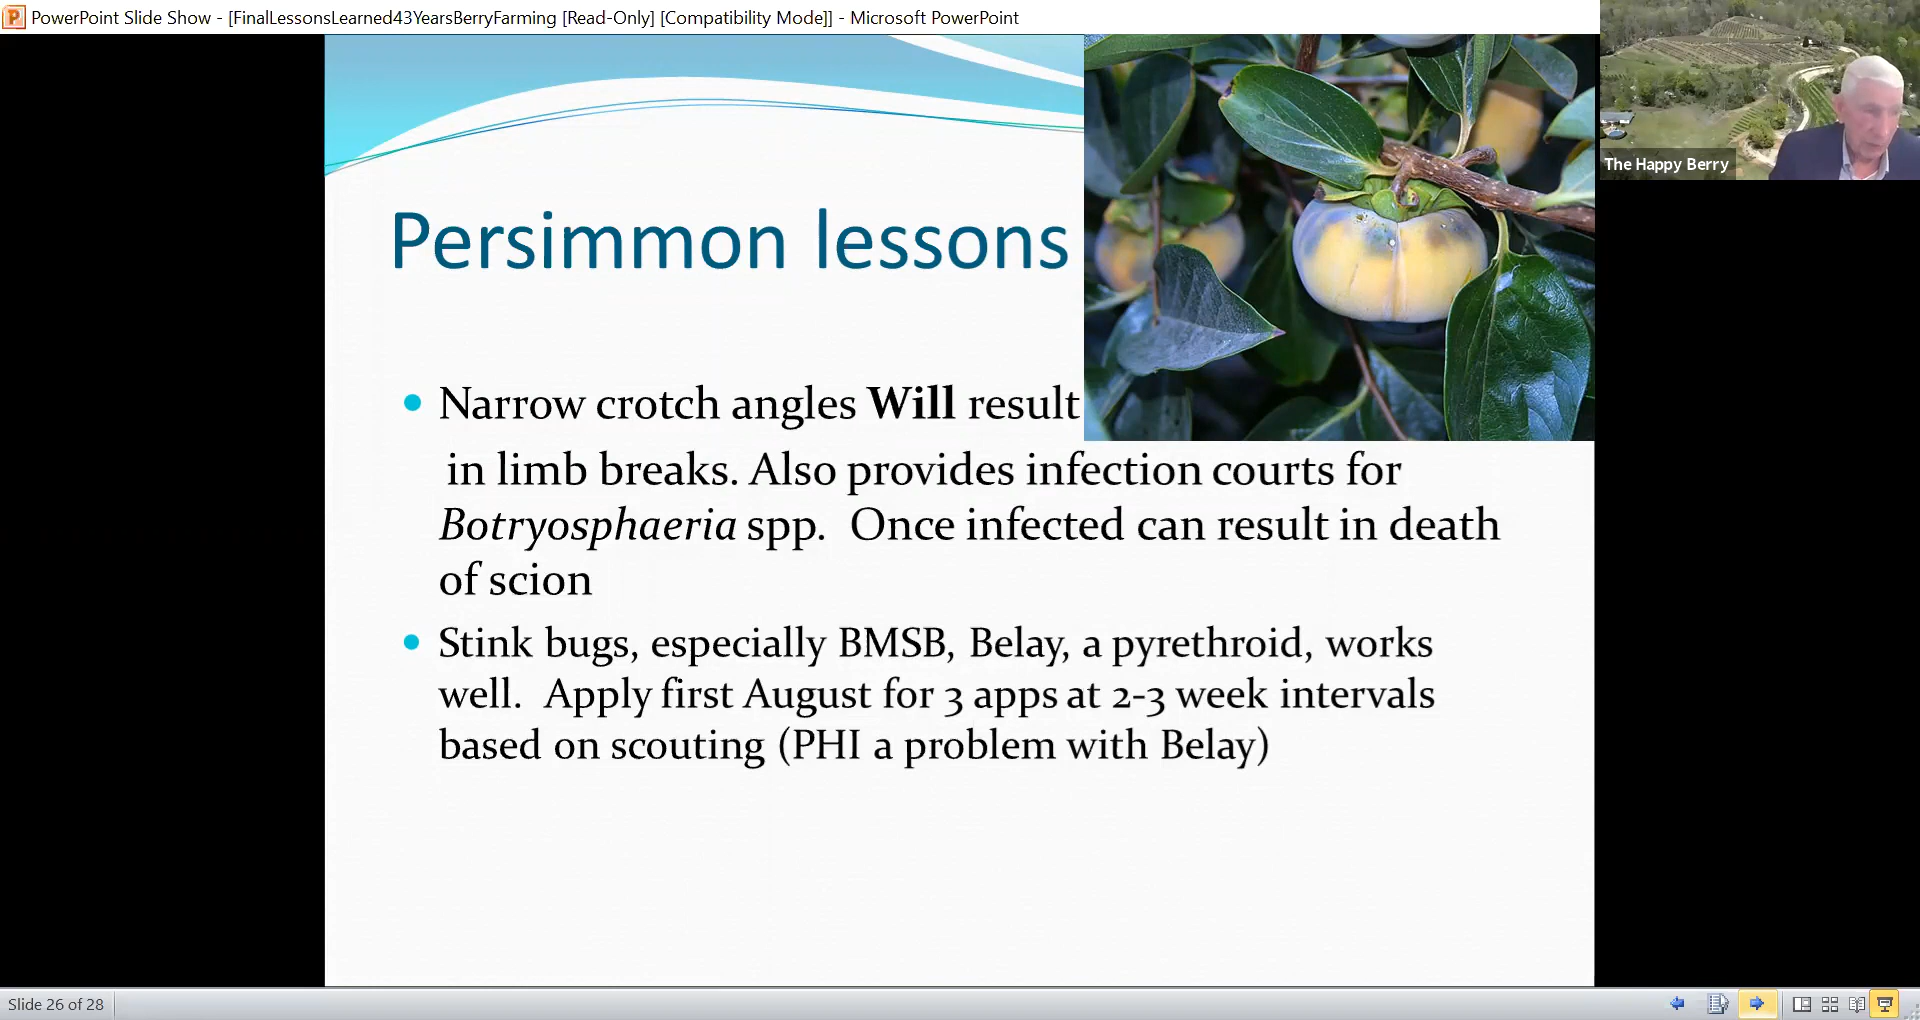 PowerPoint Slide Show - [FinalLessonsLearned43YearsBerryFarming [Read-Only] [Compatibility Mode]] - Microsoft PowerPoint
The Happy Berry
Persimmon lessons
Narrow crotch angles Will result
in limb breaks. Also provides infection courts for
Botryosphaeria spp. Once infected can result in death
of scion
Stink bugs, especially BMSB, Belay, a pyrethroid, works
well. Apply first August for 3 apps at 2-3 week intervals
based on scouting (PHI a problem with Belay)
Slide 26 of 28